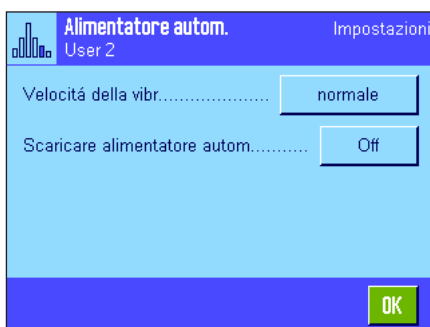 Alimentatore autom. Impostazioni
User 2
Velocitá della vibr..................... normale
Scaricare alimentatore autom........... Off
OK